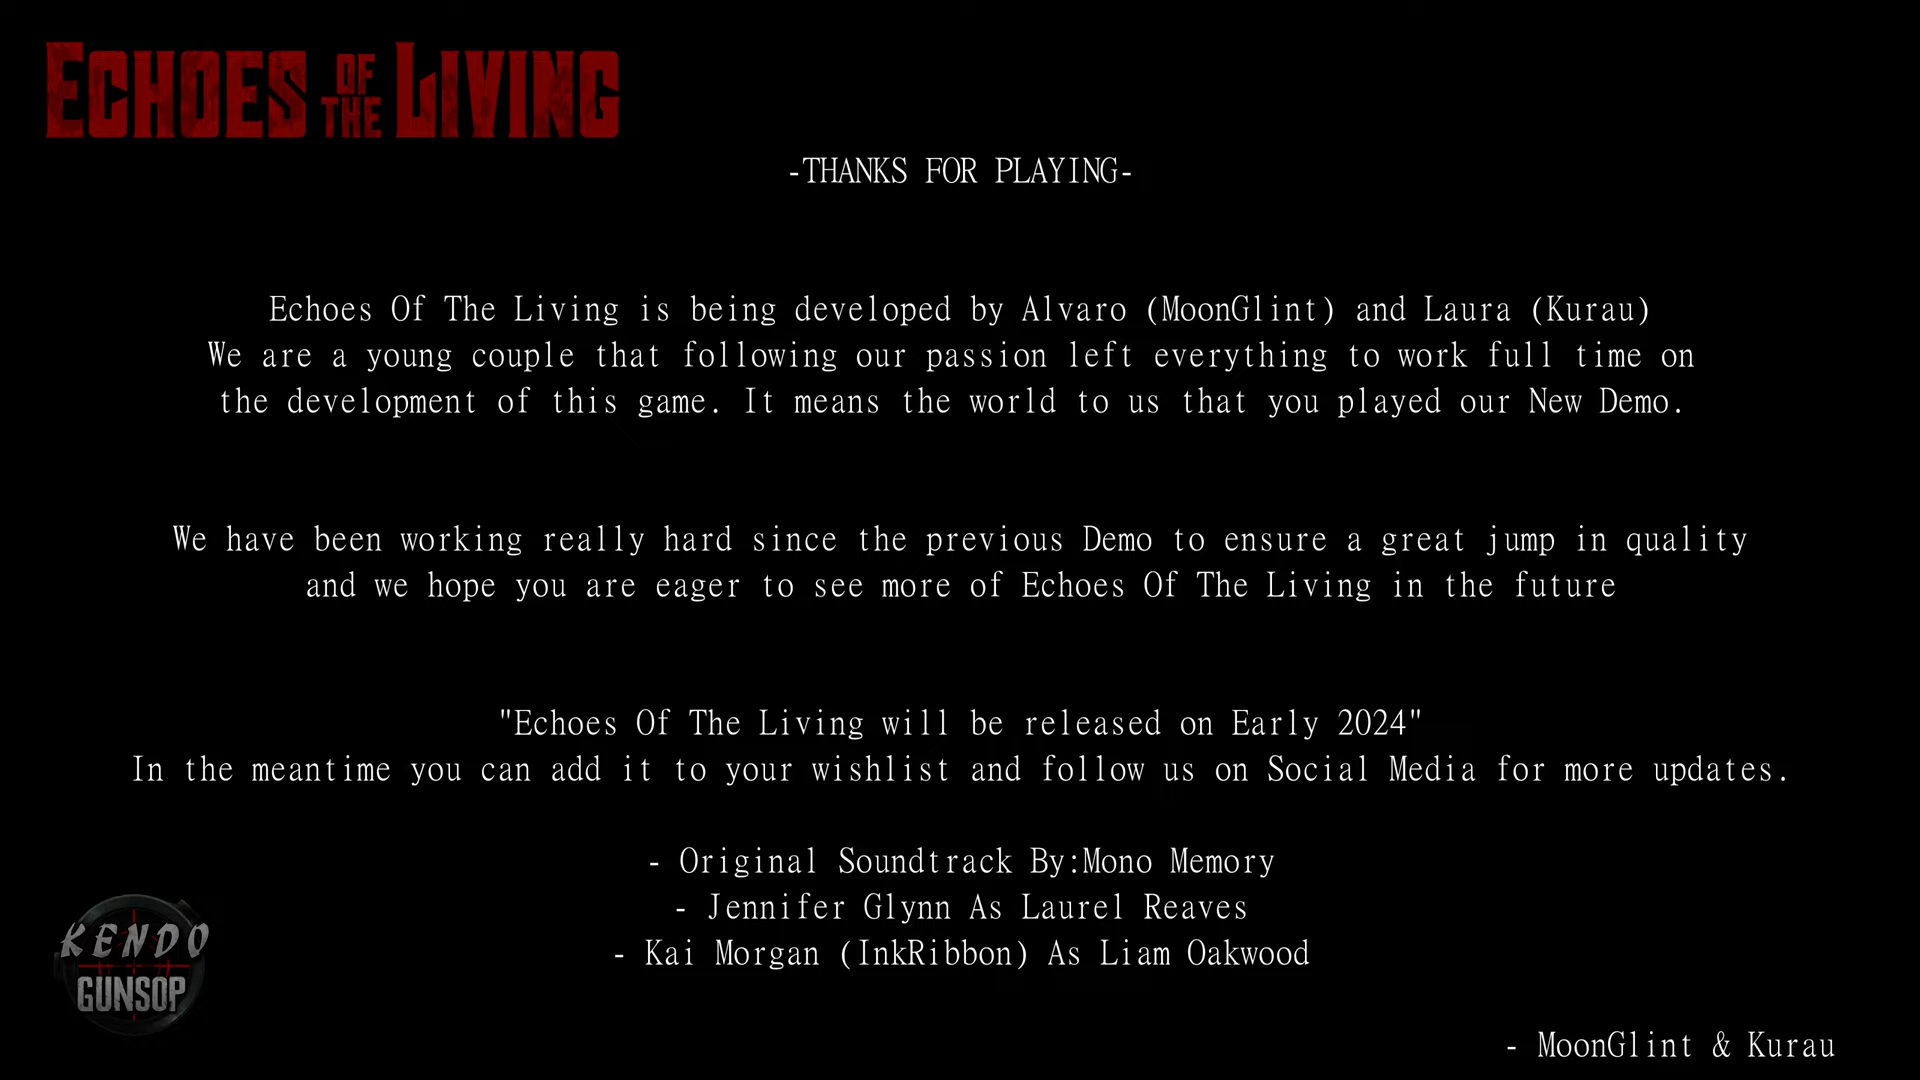 ECHOES OF THE LIVING
-THANKS FOR PLAYING-
Echoes Of The Living is being developed by Alvaro (MoonGlint) and Laura (Kurau)
We are a young couple that following our passion left everything to work full time on
the development of this game. It means the world to us that you played our New Demo.
We have been working really hard since the previous Demo to ensure a great jump in quality
and we hope you are eager to see more of Echoes Of The Living in the future
"Echoes Of The Living will be released on Early 2024"
In the meantime you can add it to your wishlist and follow us on Social Media for more updates.
- Original Soundtrack By:Mono Memory
- Jennifer Glynn As Laurel Reaves
- Kai Morgan (InkRibbon) As Liam Oakwood
KENDO
GUNSOP
- MoonGlint & Kurau